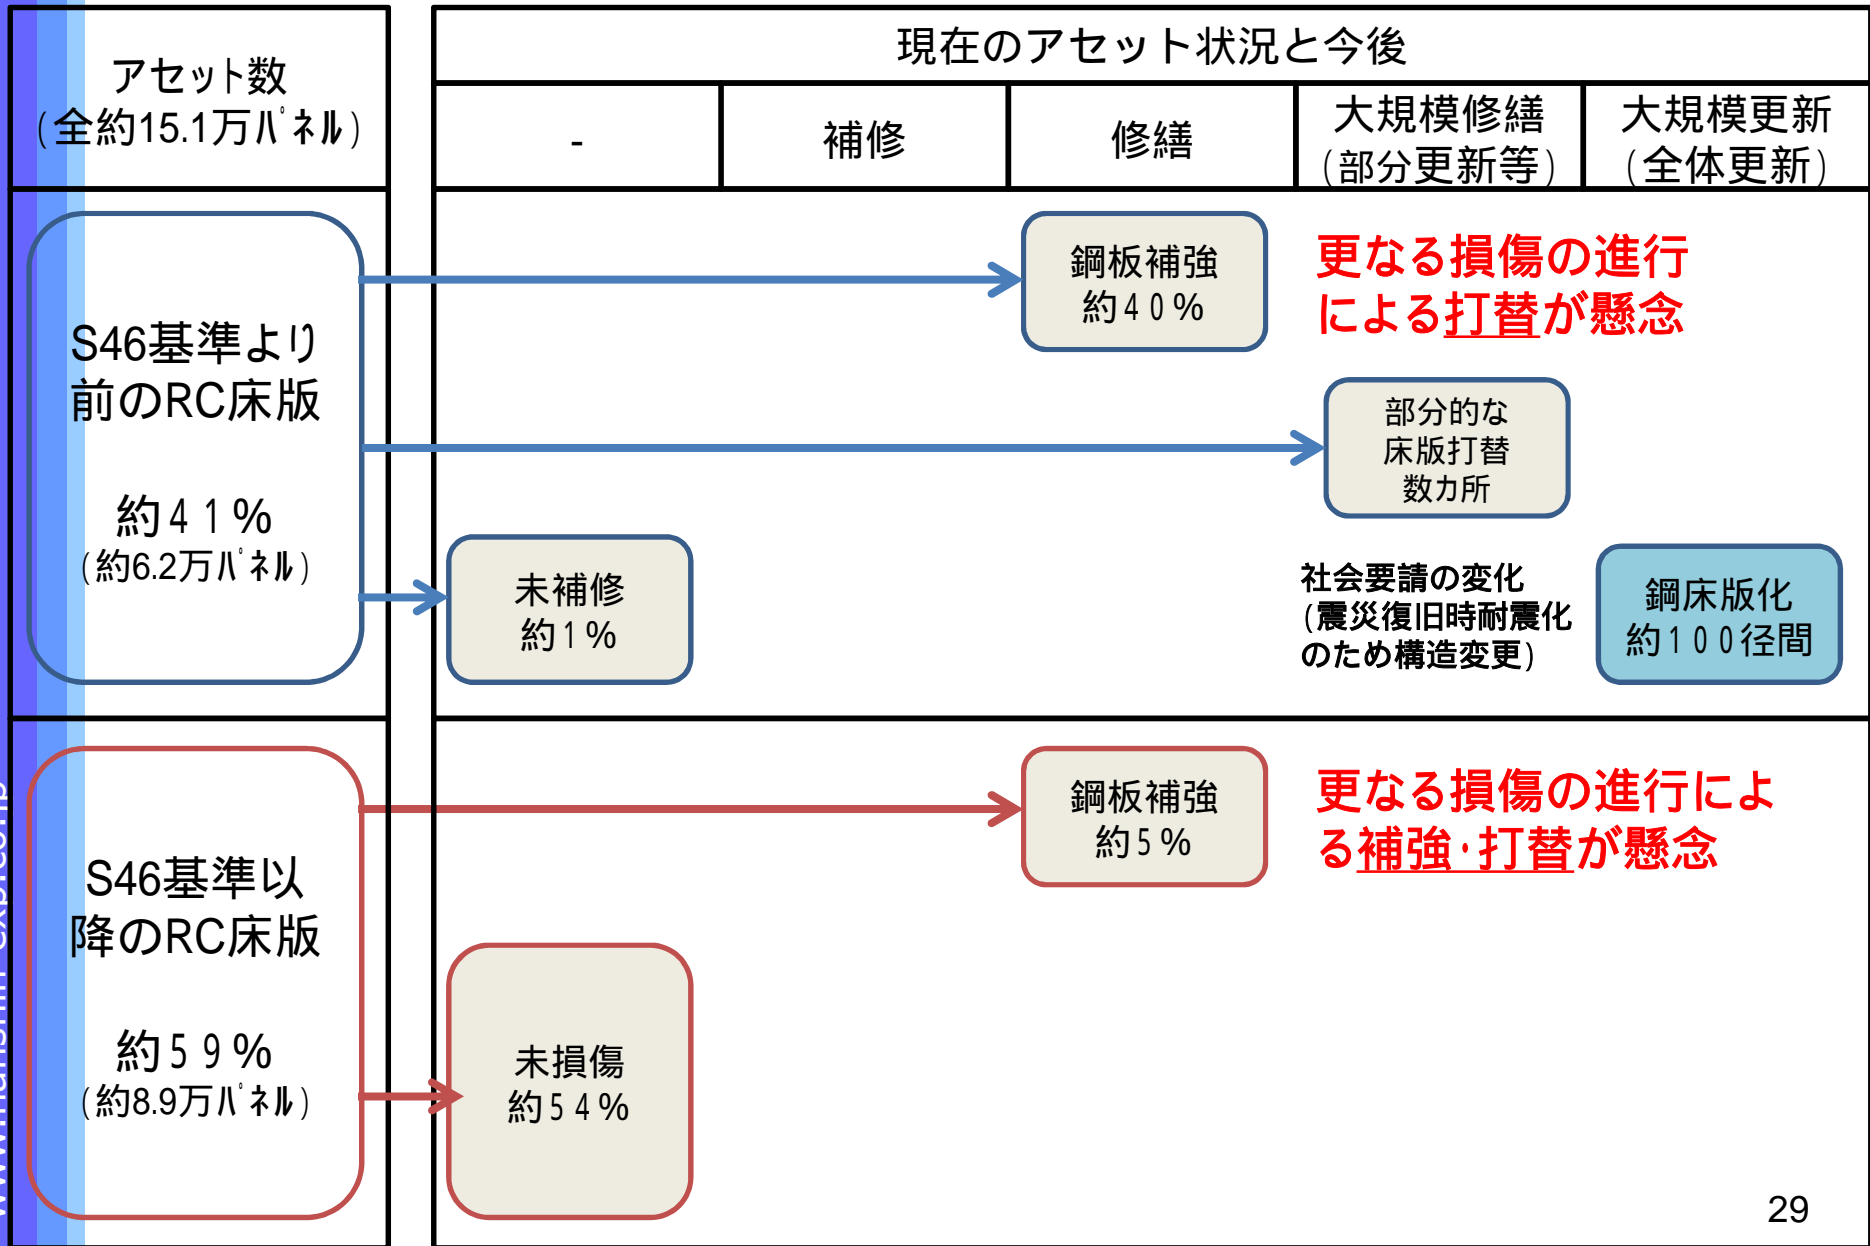 アセット数
(全約15.1万パネル)
現在のアセット状況と今後
-
補修
修繕
大規模修繕
(部分更新等)
大規模更新
(全体更新)
S46基準より
前のRC床版
約41%
(約6.2万パネル)
鋼板補強
約40%
更なる損傷の進行
による打替が懸念
部分的な
床版打替
数カ所
未補修
約1%
社会要請の変化
(震災復旧時耐震化
のため構造変更)
鋼床版化
約100径間
S46基準以
降のRC床版
約59%
(約8.9万パネル)
鋼板補強
約5%
更なる損傷の進行によ
る補強・打替が懸念
未損傷
約54%
29